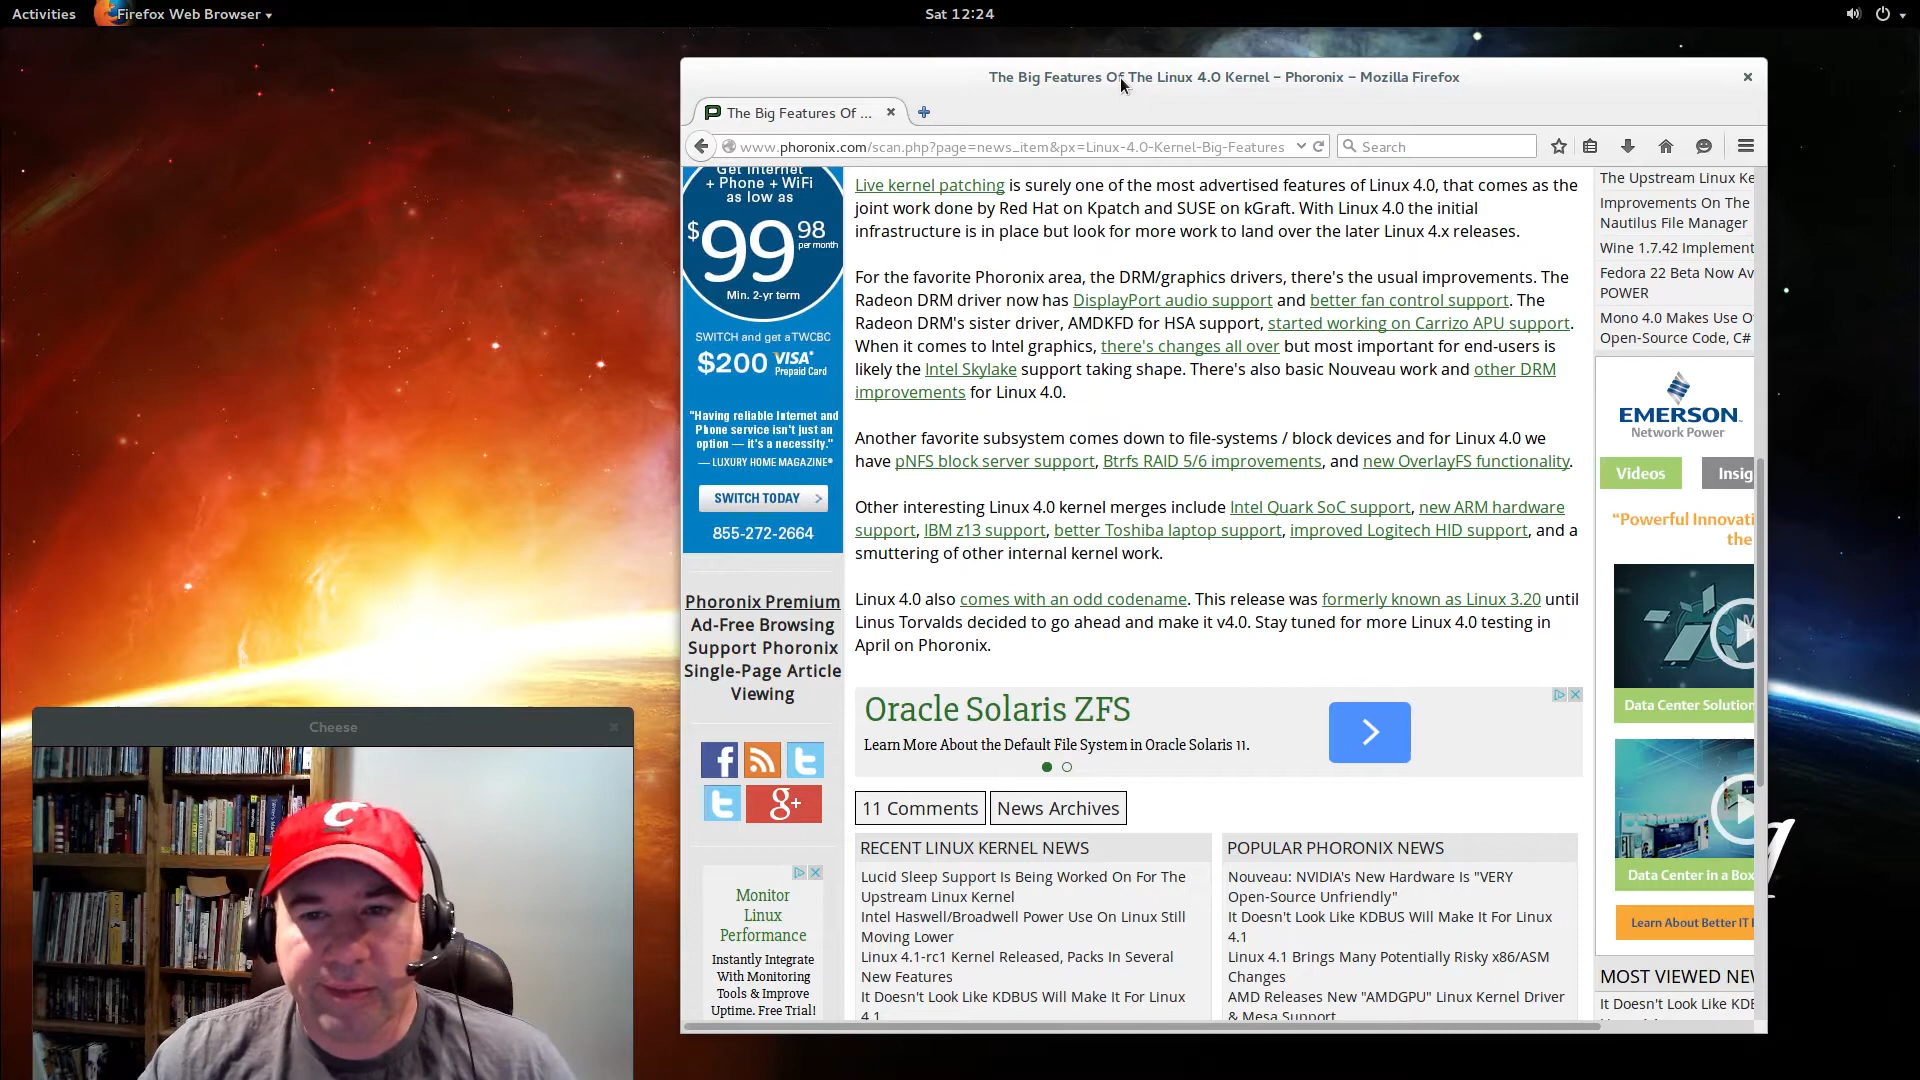 Activities
Firefox Web Browser
Sat 12:24
The Big Features Of The Linux 4.0 Kernel – Phoronix – Mozilla Firefox
The Big Features Of ...
www.phoronix.com/scan.php?page=news_item&px=Linux-4.0-Kernel-Big-Features
Search
Get Internet
+ Phone + WiFi
as low as
$99 98
per month
Min. 2-yr term
SWITCH and get a TWCBC
$200 VISA Prepaid Card
"Having reliable Internet and
Phone service isn't just an
option — it's a necessity."
— LUXURY HOME MAGAZINE®
SWITCH TODAY
855-272-2664
Phoronix Premium
Ad-Free Browsing
Support Phoronix
Single-Page Article
Viewing
g+
Monitor
Linux
Performance
Instantly Integrate
With Monitoring
Tools & Improve
Uptime. Free Trial!
Live kernel patching is surely one of the most advertised features of Linux 4.0, that comes as the
joint work done by Red Hat on Kpatch and SUSE on kGraft. With Linux 4.0 the initial
infrastructure is in place but look for more work to land over the later Linux 4.x releases.
For the favorite Phoronix area, the DRM/graphics drivers, there's the usual improvements. The
Radeon DRM driver now has DisplayPort audio support and better fan control support. The
Radeon DRM's sister driver, AMDKFD for HSA support, started working on Carrizo APU support.
When it comes to Intel graphics, there's changes all over but most important for end-users is
likely the Intel Skylake support taking shape. There's also basic Nouveau work and other DRM
improvements for Linux 4.0.
Another favorite subsystem comes down to file-systems / block devices and for Linux 4.0 we
have pNFS block server support, Btrfs RAID 5/6 improvements, and new OverlayFS functionality.
Other interesting Linux 4.0 kernel merges include Intel Quark SoC support, new ARM hardware
support, IBM z13 support, better Toshiba laptop support, improved Logitech HID support, and a
smuttering of other internal kernel work.
Linux 4.0 also comes with an odd codename. This release was formerly known as Linux 3.20 until
Linus Torvalds decided to go ahead and make it v4.0. Stay tuned for more Linux 4.0 testing in
April on Phoronix.
Oracle Solaris ZFS
Learn More About the Default File System in Oracle Solaris 11.
11 Comments
News Archives
RECENT LINUX KERNEL NEWS
Lucid Sleep Support Is Being Worked On For The
Upstream Linux Kernel
Intel Haswell/Broadwell Power Use On Linux Still
Moving Lower
Linux 4.1-rc1 Kernel Released, Packs In Several
New Features
It Doesn't Look Like KDBUS Will Make It For Linux
4.1
POPULAR PHORONIX NEWS
Nouveau: NVIDIA's New Hardware Is "VERY
Open-Source Unfriendly"
It Doesn't Look Like KDBUS Will Make It For Linux
4.1
Linux 4.1 Brings Many Potentially Risky x86/ASM
Changes
AMD Releases New "AMDGPU" Linux Kernel Driver
& Mesa Support
The Upstream Linux Ke
Improvements On The
Nautilus File Manager
Wine 1.7.42 Implement
Fedora 22 Beta Now Av
POWER
Mono 4.0 Makes Use O
Open-Source Code, C#
EMERSON
Network Power
Videos
Insig
"Powerful Innovati
the
Data Center Solution
Data Center in a Box
Learn About Better IT
MOST VIEWED NEW
It Doesn't Look Like KDB
Cheese
C